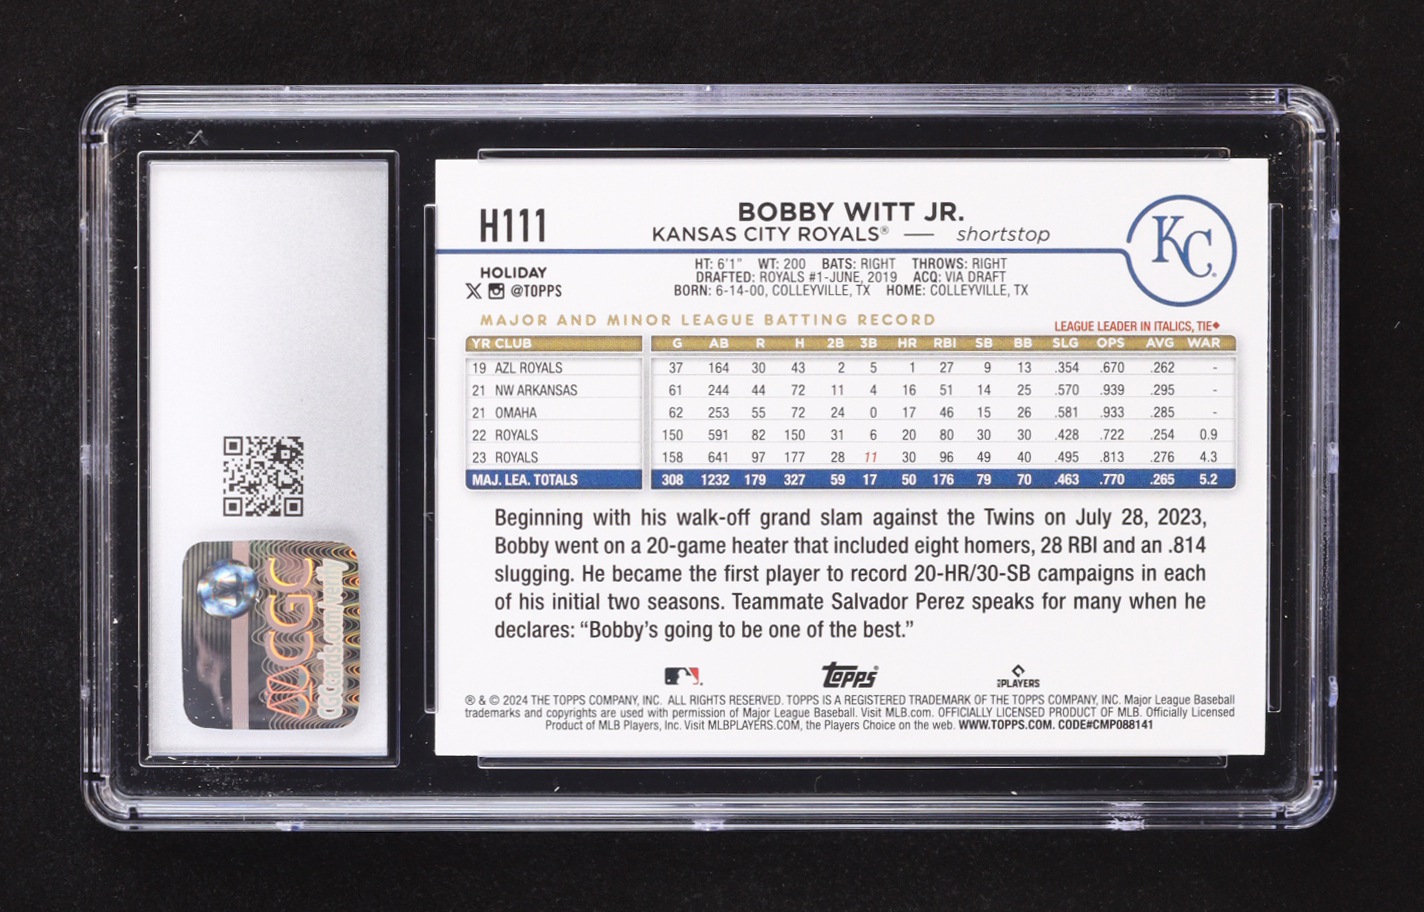 H111
BOBBY WITT JR.
KANSAS CITY ROYALS® — shortstop
KC
HOLIDAY
@TOPPS
HT: 6'1" WT: 200 BATS: RIGHT THROWS: RIGHT
DRAFTED: ROYALS #1-JUNE, 2019 ACQ: VIA DRAFT
BORN: 6-14-00, COLLEYVILLE, TX HOME: COLLEYVILLE, TX
MAJOR AND MINOR LEAGUE BATTING RECORD
LEAGUE LEADER IN ITALICS, TIE◆
YR CLUB G AB R H 2B 3B HR RBI SB BB SLG OPS AVG WAR
19 AZL ROYALS 37 164 30 43 2 5 1 27 9 13 .354 .670 .262 -
21 NW ARKANSAS 61 244 44 72 11 4 16 51 14 25 .570 .939 .295 -
21 OMAHA 62 253 55 72 24 0 17 46 15 26 .581 .933 .285 -
22 ROYALS 150 591 82 150 31 6 20 80 30 30 .428 .722 .254 0.9
23 ROYALS 158 641 97 177 28 11 30 96 49 40 .495 .813 .276 4.3
MAJ. LEA. TOTALS 308 1232 179 327 59 17 50 176 79 70 .463 .770 .265 5.2
Beginning with his walk-off grand slam against the Twins on July 28, 2023,
Bobby went on a 20-game heater that included eight homers, 28 RBI and an .814
slugging. He became the first player to record 20-HR/30-SB campaigns in each
of his initial two seasons. Teammate Salvador Perez speaks for many when he
declares: “Bobby's going to be one of the best.”
topps®
PLAYERS
® & © 2024 THE TOPPS COMPANY, INC. ALL RIGHTS RESERVED. TOPPS IS A REGISTERED TRADEMARK OF THE TOPPS COMPANY, INC. Major League Baseball
trademarks and copyrights are used with permission of Major League Baseball. Visit MLB.com. OFFICIALLY LICENSED PRODUCT OF MLB. Officially Licensed
Product of MLB Players, Inc. Visit MLBPLAYERS.COM, the Players Choice on the web. WWW.TOPPS.COM. CODE#CMP088141
CGC
cgccards.com/verify